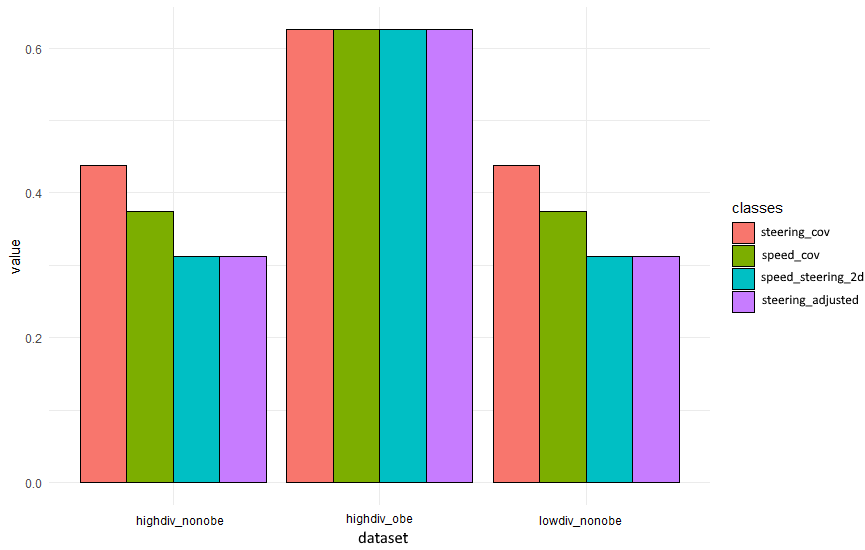 0.6
0.4
0.2
0.0
value
highdiv_nonobe
highdiv_obe
lowdiv_nonobe
dataset
classes
steering_cov
speed_cov
speed_steering_2d
steering_adjusted